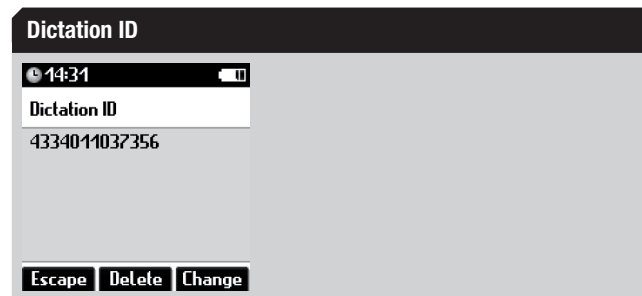 Dictation ID
14:31
Dictation ID
4334011037356
Escape Delete Change